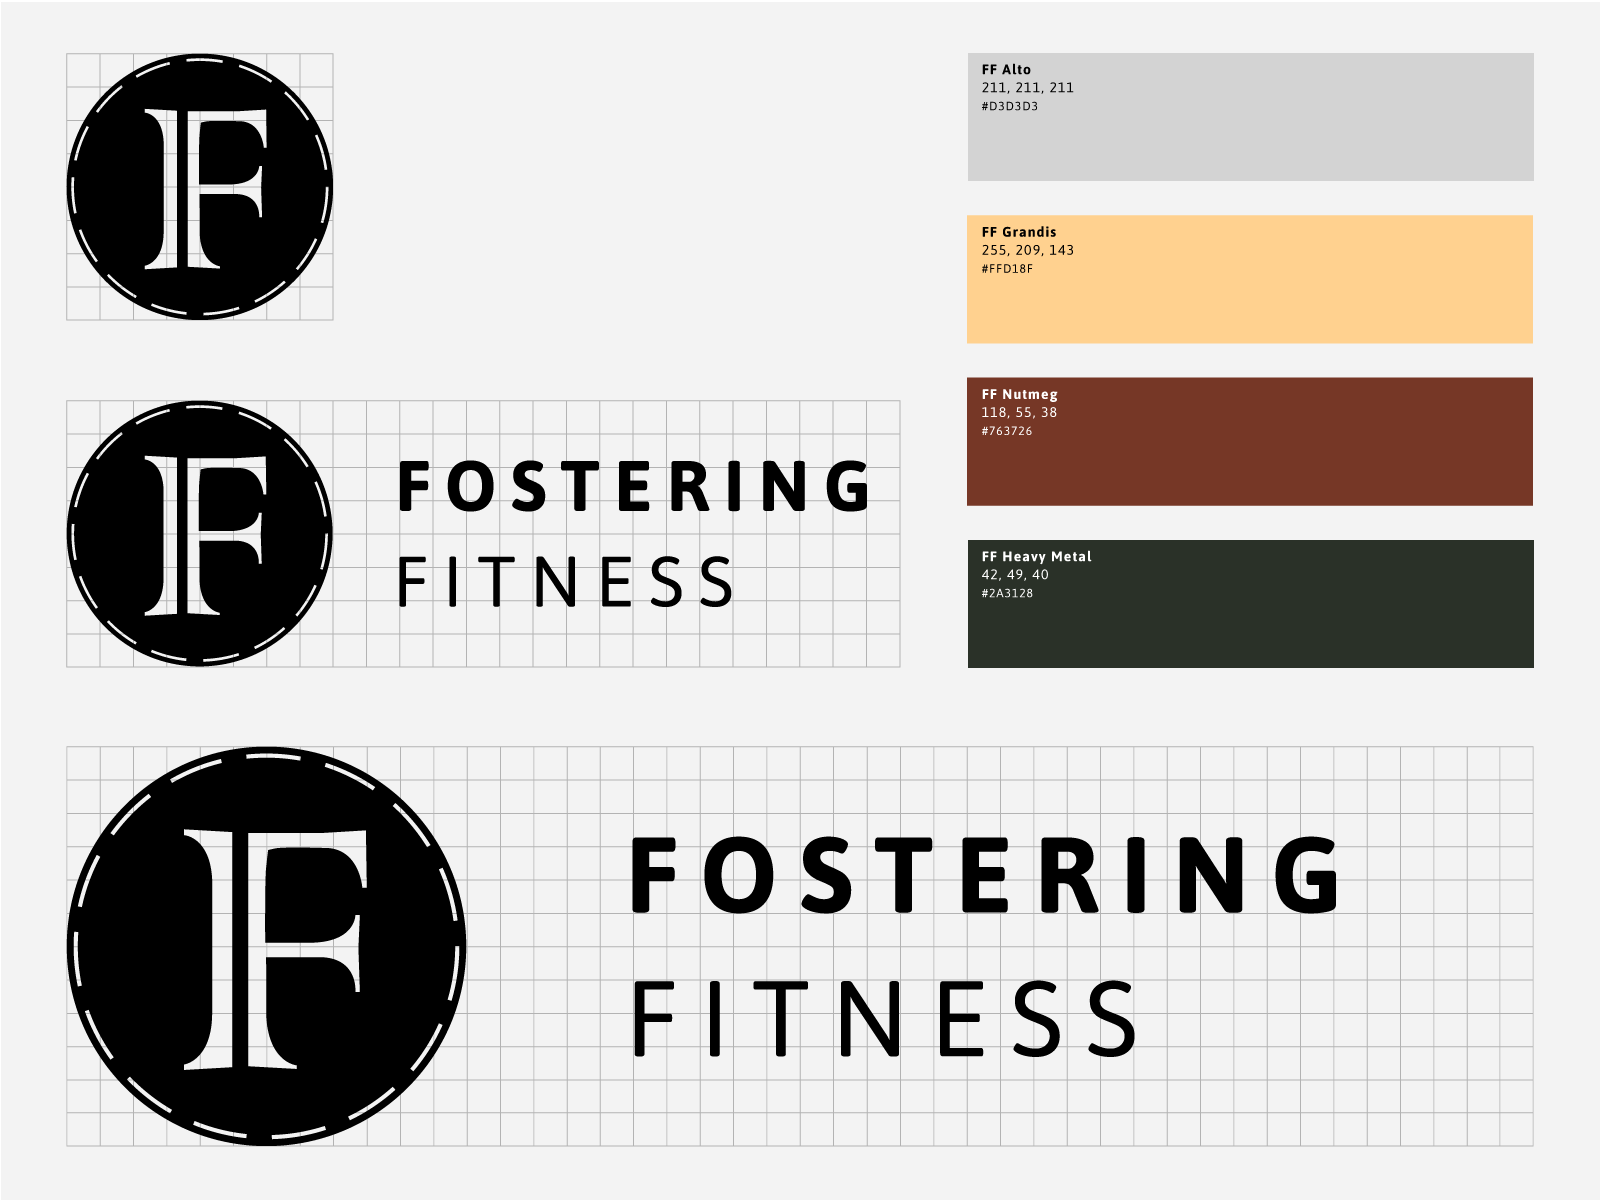 F
FF Alto
211, 211, 211
#D3D3D3
FF Grandis
255, 209, 143
#FFD18F
FF Nutmeg
118, 55, 38
#763726
FF Heavy Metal
42, 49, 40
#2A3128
F
FOSTERING
FITNESS
F
FOSTERING
FITNESS